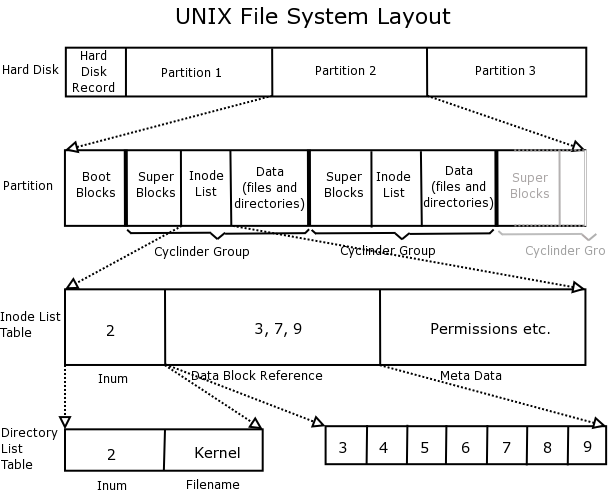 UNIX File System Layout
Hard Disk
Hard
Disk
Record
Partition 1
Partition 2
Partition 3
Partition
Boot
Blocks
Super
Blocks
Inode
List
Data
(files and
directories)
Super
Blocks
Inode
List
Data
(files and
directories)
Super
Blocks
Cyclinder Group
Cyclinder Group
Cyclinder Gro
Inode List
Table
2
3, 7, 9
Permissions etc.
Inum
Data Block Reference
Meta Data
Directory
List
Table
2
Kernel
3 4 5 6 7 8 9
Inum
Filename